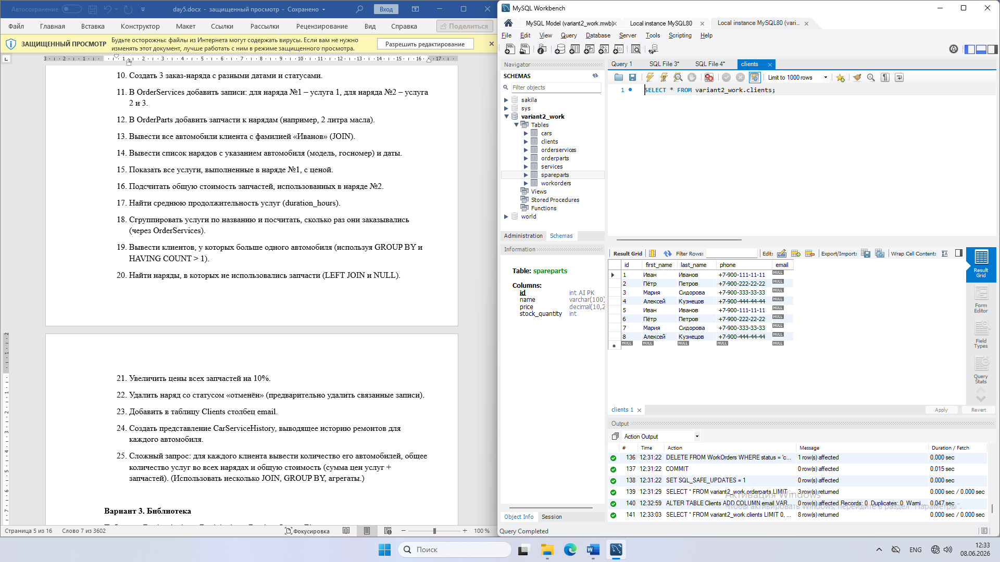 Автосохранение
day5.docx - защищенный просмотр - Сохранено
Вход
Файл Главная Вставка Конструктор Макет Ссылки Рассылки Рецензирование Вид Справка Поделиться
ЗАЩИЩЕННЫЙ ПРОСМОТР
Будьте осторожны: файлы из Интернета могут содержать вирусы. Если вам не нужно
изменять этот документ, лучше работать с ним в режиме защищенного просмотра.
Разрешить редактирование
10. Создать 3 заказ-наряда с разными датами и статусами.
11. В OrderServices добавить записи: для наряда №1 – услуга 1, для наряда №2 – услуга
2 и 3.
12. В OrderParts добавить запчасти к нарядам (например, 2 литра масла).
13. Вывести все автомобили клиента с фамилией «Иванов» (JOIN).
14. Вывести список нарядов с указанием автомобиля (модель, госномер) и даты.
15. Показать все услуги, выполненные в наряде №1, с ценой.
16. Подсчитать общую стоимость запчастей, использованных в наряде №2.
17. Найти среднюю продолжительность услуг (duration_hours).
18. Сгруппировать услуги по названию и посчитать, сколько раз они заказывались
(через OrderServices).
19. Вывести клиентов, у которых больше одного автомобиля (используя GROUP BY и
HAVING COUNT > 1).
20. Найти наряды, в которых не использовались запчасти (LEFT JOIN и NULL).
21. Увеличить цены всех запчастей на 10%.
22. Удалить наряд со статусом «отменён» (предварительно удалить связанные записи).
23. Добавить в таблицу Clients столбец email.
24. Создать представление CarServiceHistory, выводящее историю ремонтов для
каждого автомобиля.
25. Сложный запрос: для каждого клиента вывести количество его автомобилей, общее
количество услуг во всех нарядах и общую стоимость (сумма цен услуг +
запчастей). (Использовать несколько JOIN, GROUP BY, агрегаты.)
Вариант 3. Библиотека
Страница 5 из 16 Слово 7 из 3602 Фокусировка 100 %
MySQL Workbench
MySQL Model (variant2_work.mwb) Local instance MySQL80 Local instance MySQL80 (vari...
File Edit View Query Database Server Tools Scripting Help
Navigator
SCHEMAS
Filter objects
sakila
sys
variant2_work
Tables
cars
clients
orderservices
orderparts
services
spareparts
workorders
Views
Stored Procedures
Functions
world
Administration Schemas
Information
Table: spareparts
Columns:
id int AI PK
name varchar(100)
price decimal(10,2
stock_quantity int
Object Info Session
Query Completed
Query 1 SQL File 3* SQL File 4* clients
Limit to 1000 rows
1 SELECT * FROM variant2_work.clients;
Result Grid Filter Rows: Edit: Export/Import: Wrap Cell Content:
id first_name last_name phone email
1 Иван Иванов +7-900-111-11-11 NULL
2 Пётр Петров +7-900-222-22-22 NULL
3 Мария Сидорова +7-900-333-33-33 NULL
4 Алексей Кузнецов +7-900-444-44-44 NULL
5 Иван Иванов +7-900-111-11-11 NULL
6 Пётр Петров +7-900-222-22-22 NULL
7 Мария Сидорова +7-900-333-33-33 NULL
8 Алексей Кузнецов +7-900-444-44-44 NULL
NULL NULL NULL NULL NULL
Result
Grid
Form
Editor
Field
Types
Query
Stats
clients 1 Apply Revert
Output
Action Output
# Time Action Message Duration / Fetch
136 12:31:22 DELETE FROM WorkOrders WHERE status = 'c... 1 row(s) affected 0.000 sec
137 12:31:22 COMMIT 0 row(s) affected 0.015 sec
138 12:31:22 SET SQL_SAFE_UPDATES = 1 0 row(s) affected 0.000 sec
139 12:31:29 SELECT * FROM variant2_work.orderparts LIMIT ... 3 row(s) returned 0.000 sec / 0.000 sec
140 12:32:59 ALTER TABLE Clients ADD COLUMN email VAR... 0 row(s) affected Records: 0 Duplicates: 0 Warni... 0.047 sec
141 12:33:03 SELECT * FROM variant2_work.clients LIMIT 0, ... 8 row(s) returned 0.000 sec / 0.000 sec
Активация Windows
Чтобы активировать Windows, перейдите в раздел "Параметры".
Поиск
ENG
12:33
08.06.2026